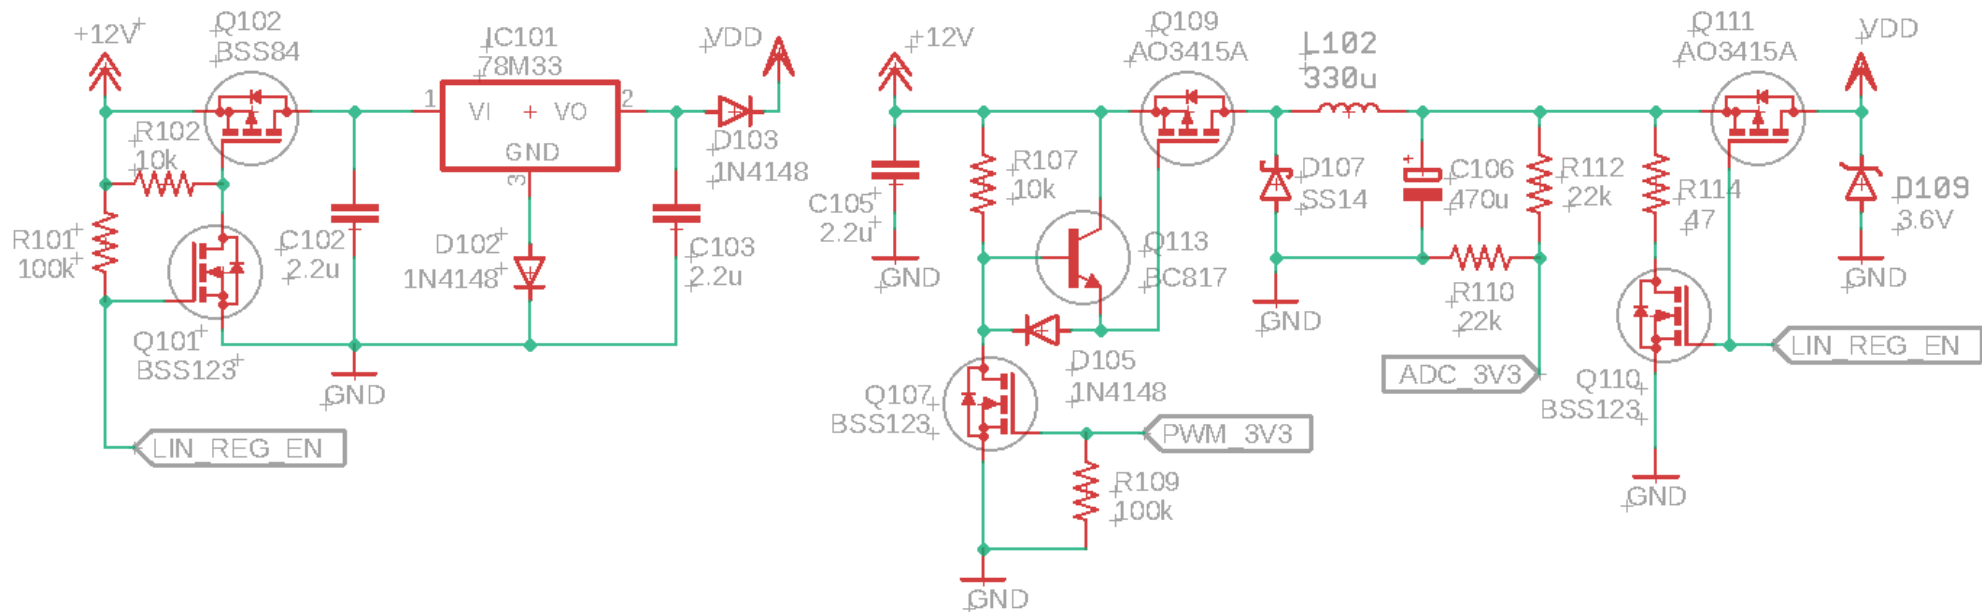 +12V
Q102
BSS84
IC101
78M33
VDD
1
VI
VO
2
GND
3
R102
10k
D103
1N4148
R101
100k
C102
2.2u
D102
1N4148
C103
2.2u
Q101
BSS123
GND
LIN_REG_EN
+12V
Q109
AO3415A
L102
330u
Q111
AO3415A
VDD
R107
10k
C105
2.2u
GND
Q113
BC817
D107
SS14
C106
470u
R112
22k
R114
47
D109
3.6V
GND
R110
22k
GND
D105
1N4148
Q107
BSS123
PWM_3V3
ADC_3V3
LIN_REG_EN
Q110
BSS123
R109
100k
GND
GND